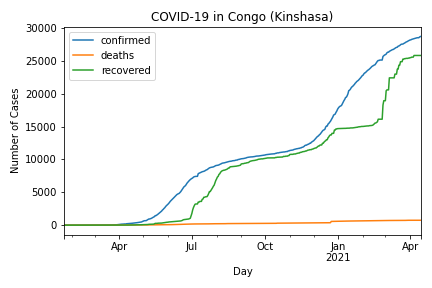 COVID-19 in Congo (Kinshasa)
confirmed
deaths
recovered
Number of Cases
30000
25000
20000
15000
10000
5000
0
Apr Jul Oct Jan Apr
2021
Day